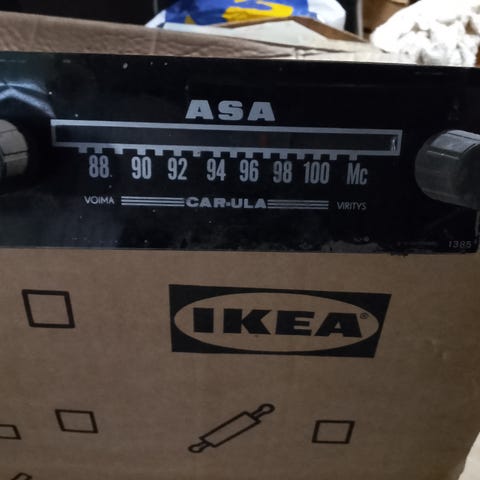 ASA
88 90 92 94 96 98 100 Mc
VOIMA CAR-ULA VIRITYS
1385
IKEA